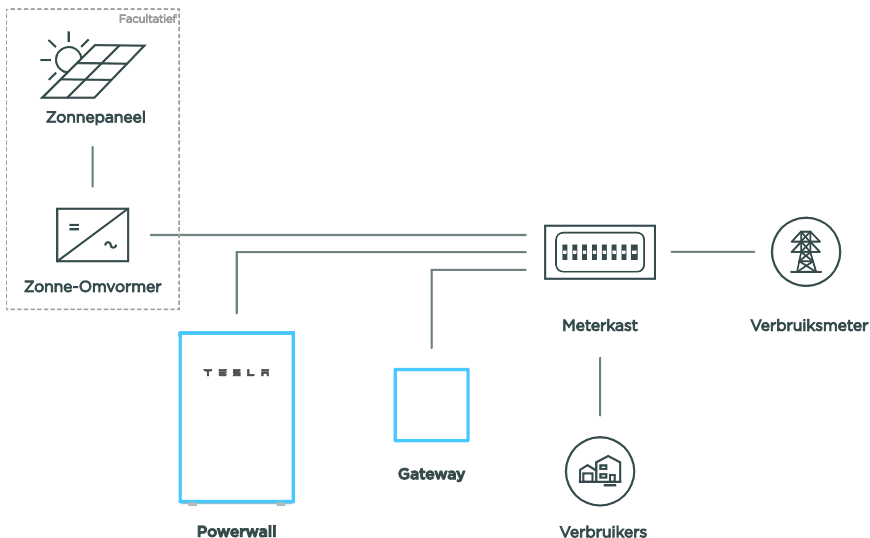 Facultatief
Zonnepaneel
Zonne-Omvormer
TESLA
Powerwall
Gateway
Meterkast
Verbruiksmeter
Verbruikers